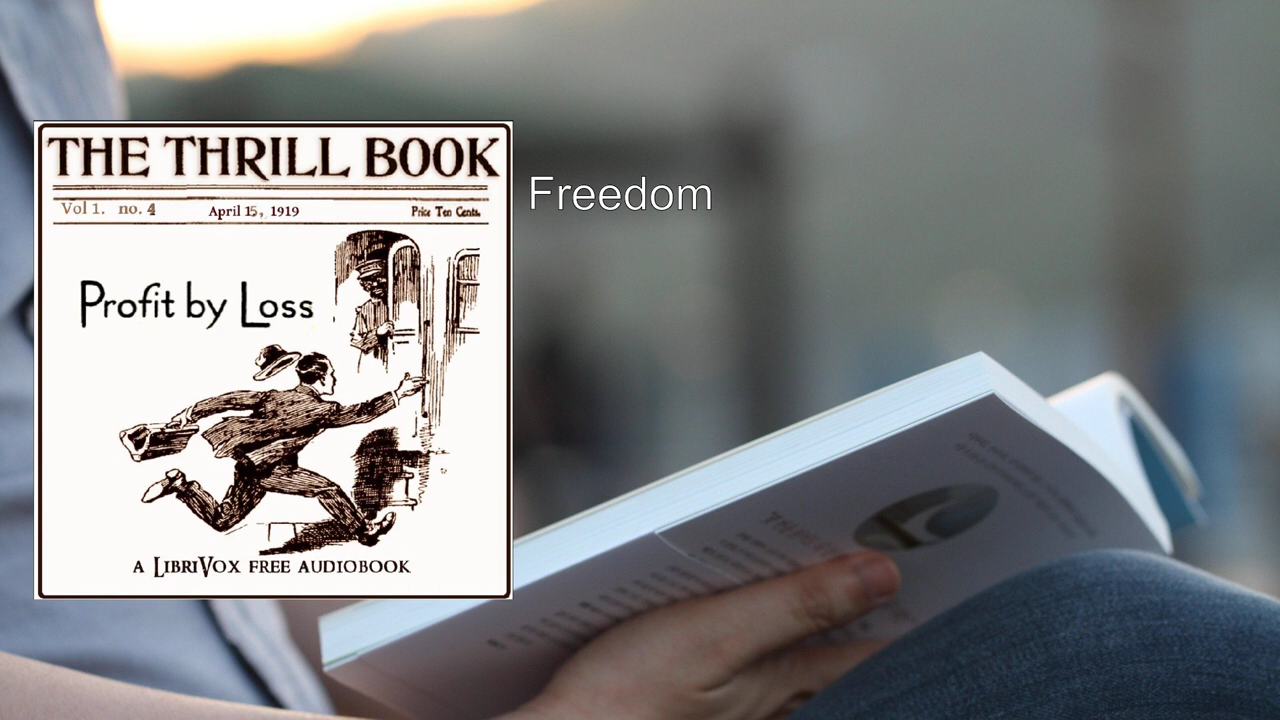 THE THRILL BOOK
Vol 1. no. 4 April 15, 1919 Price Ten Cents.
Profit by Loss
A LIBRIVOX FREE AUDIOBOOK
Freedom